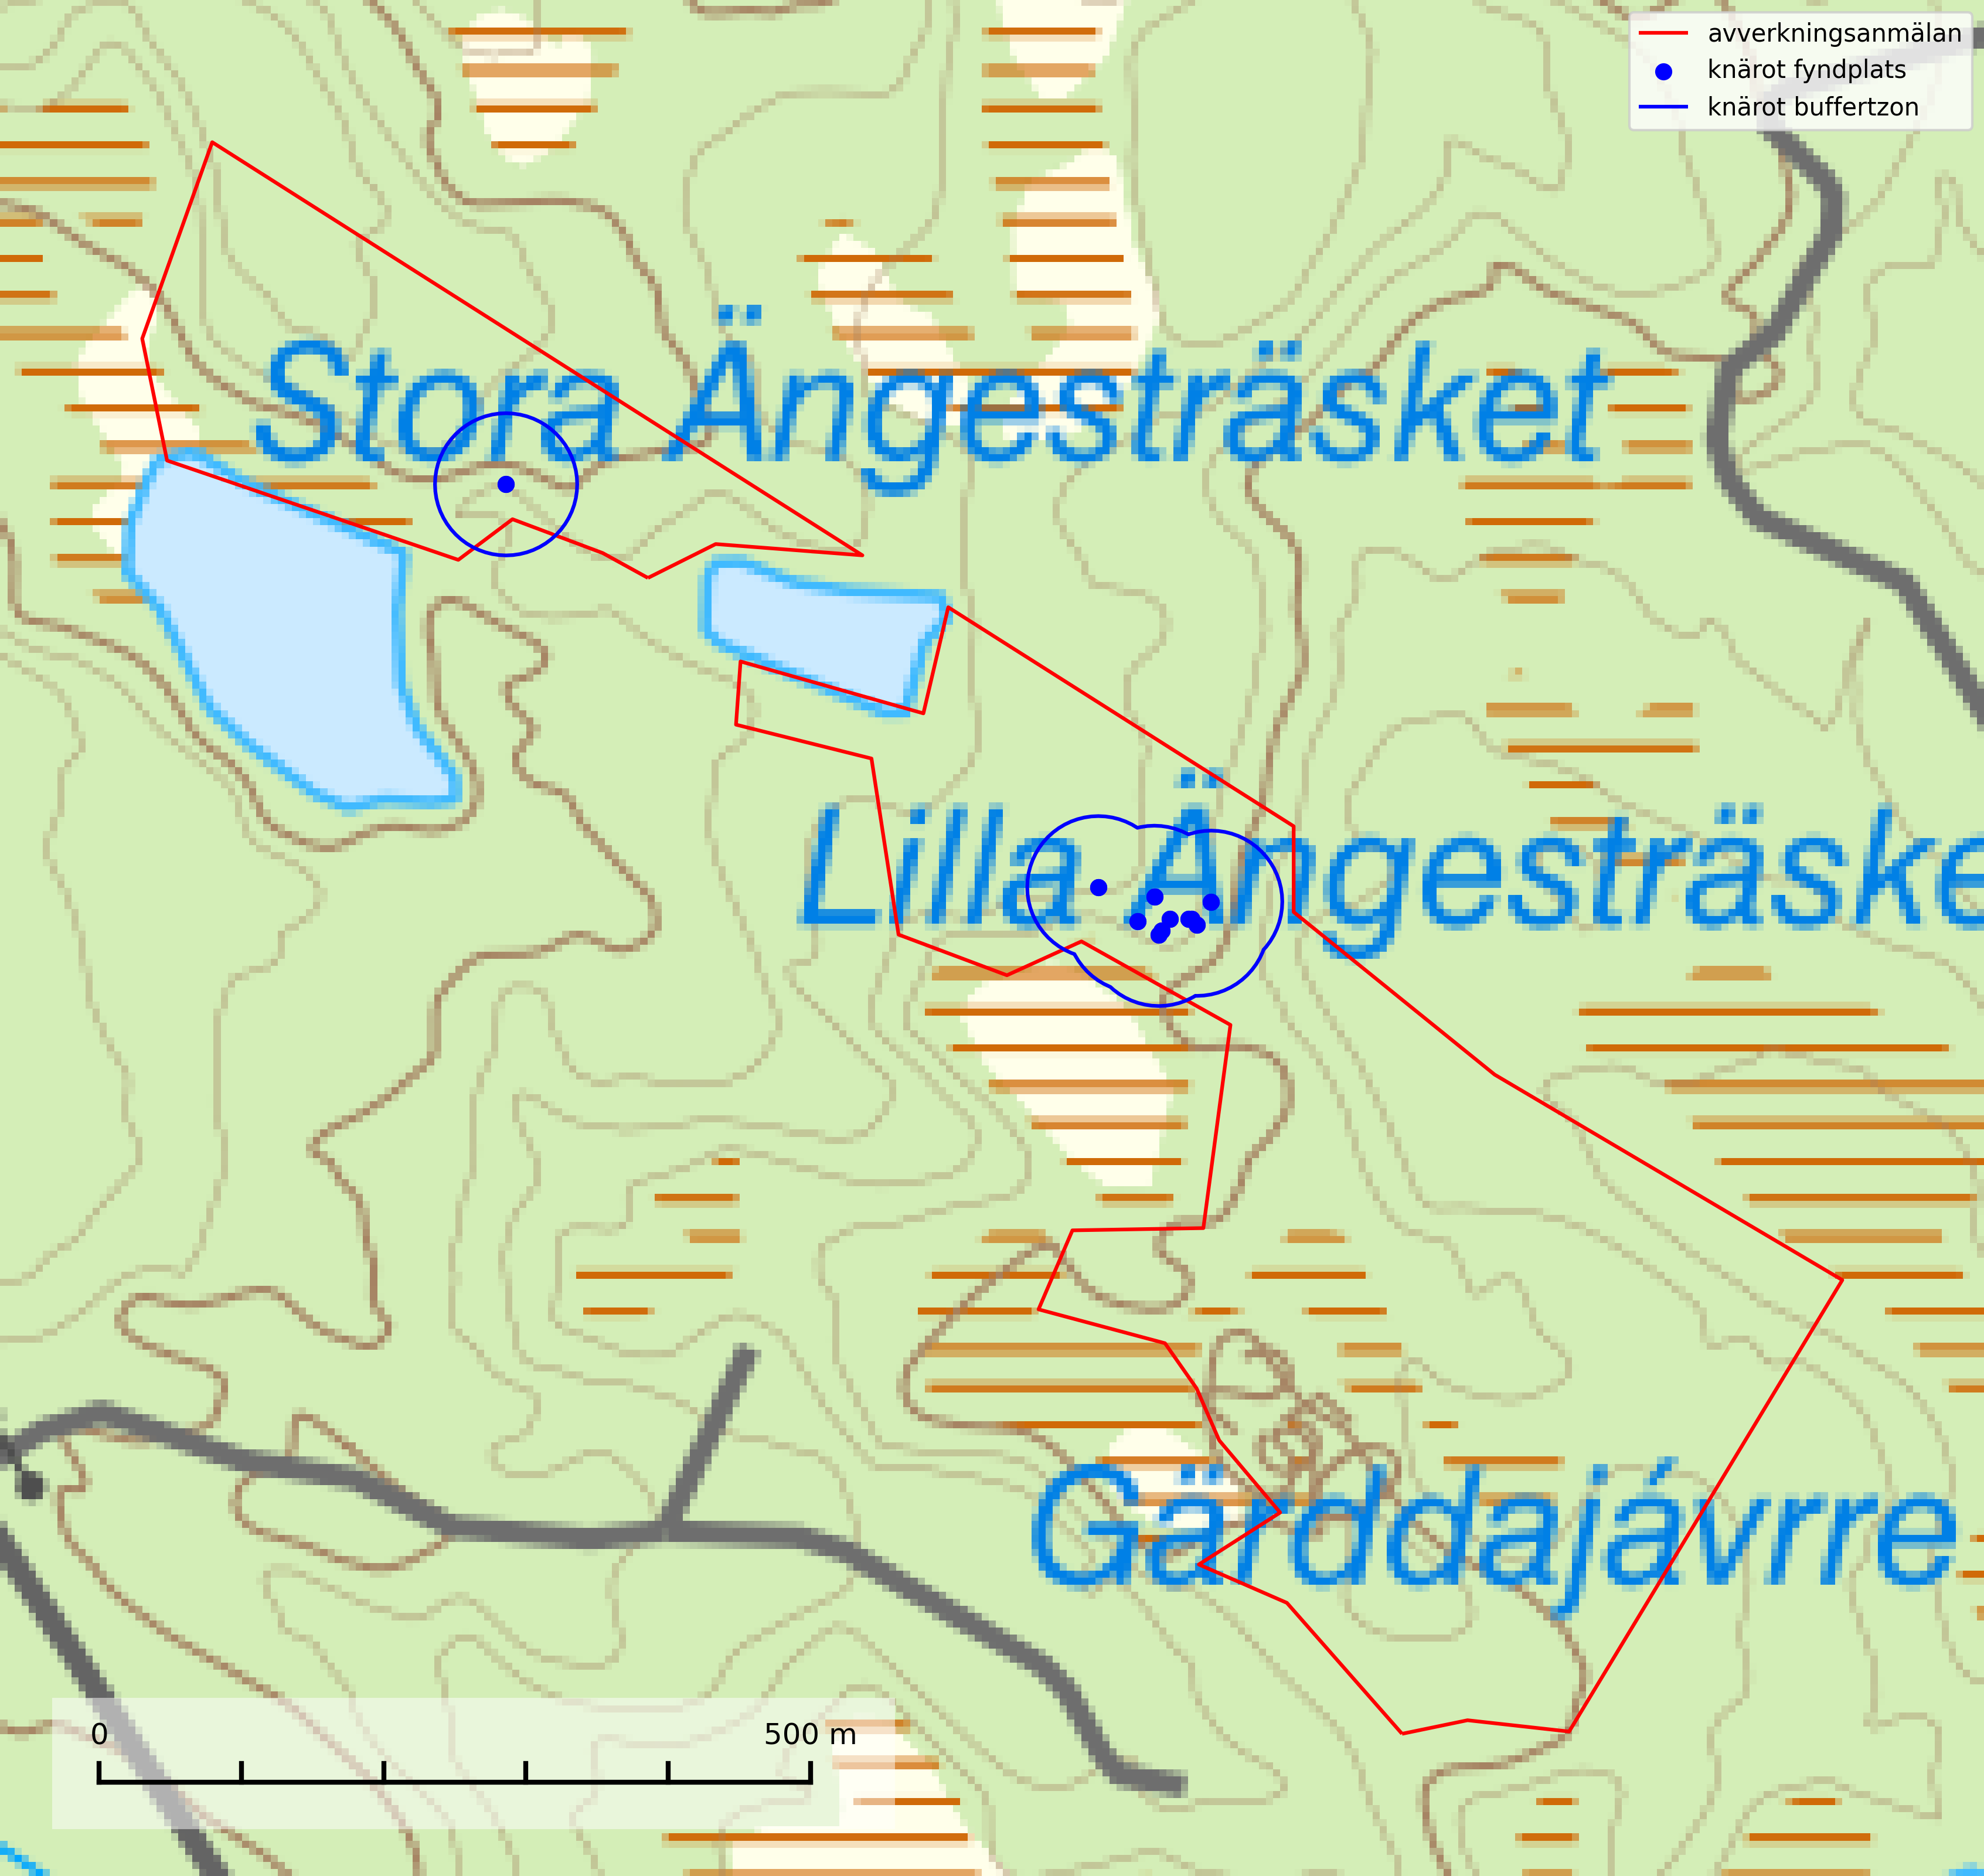 avverkningsanmälan
knärot fyndplats
knärot buffertzon
Stora Ängesträsket
Lilla Ängesträske
Gärddajávrre
0 500 m